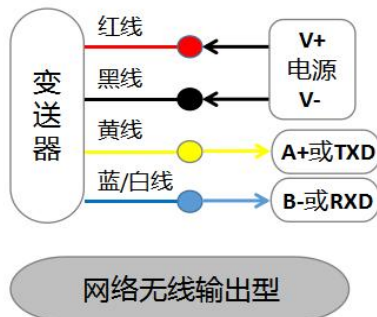 变送器
红线
黑线
黄线
蓝/白线
V+
电源
V-
A+或TXD
B-或RXD
网络无线输出型